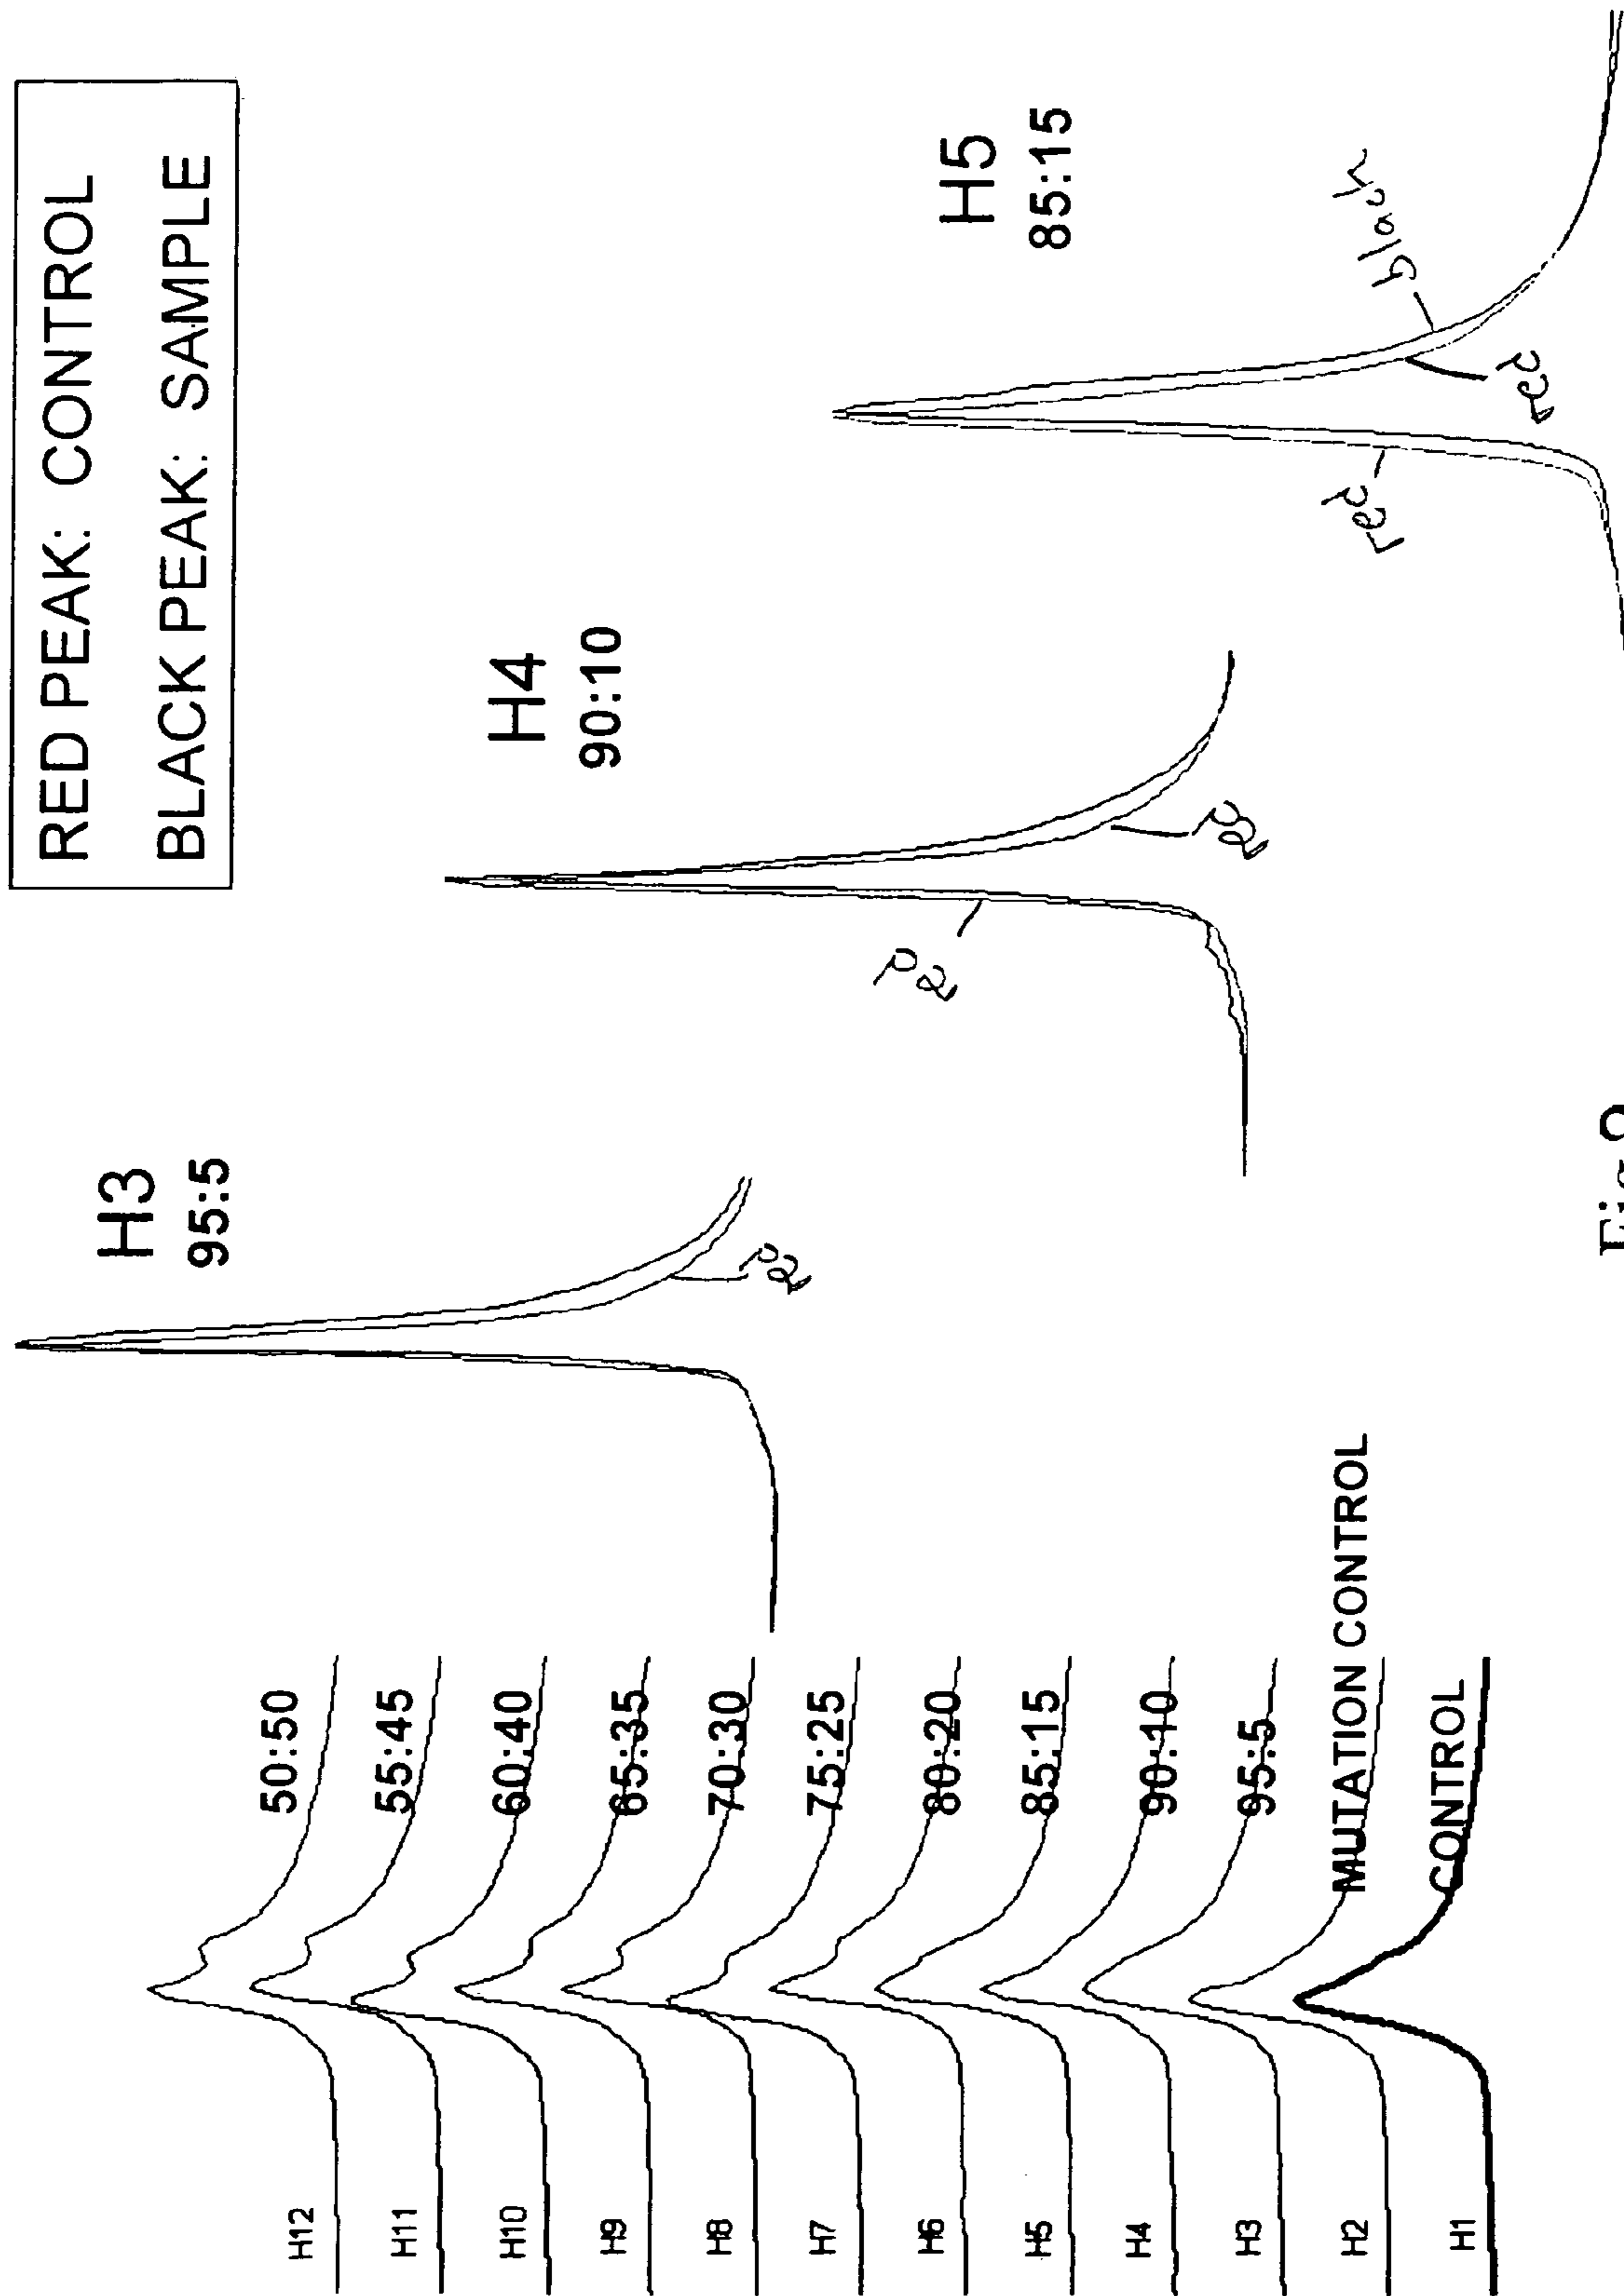 RED PEAK: CONTROL
BLACK PEAK: SAMPLE
H3
95:5
red
H4
90:10
red
red
H5
85:15
red
red
black
H12
50:50
H11
55:45
H10
60:40
H9
65:35
H8
70:30
H7
75:25
H6
80:20
H5
85:15
H4
90:10
H3
95:5
H2
MUTATION CONTROL
H1
CONTROL